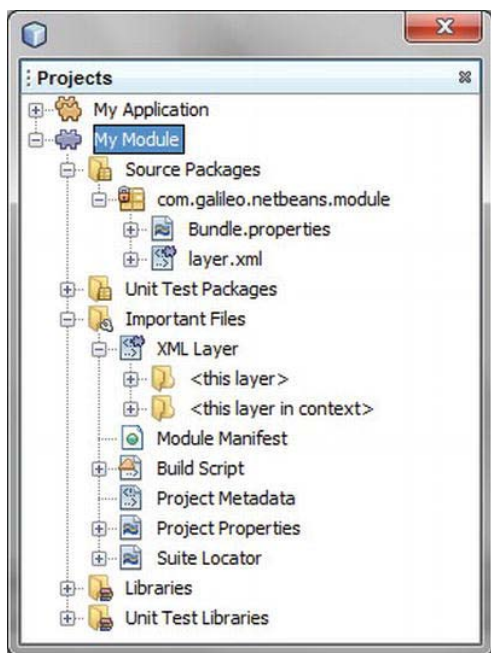 Projects
My Application
My Module
Source Packages
com.galileo.netbeans.module
Bundle.properties
layer.xml
Unit Test Packages
Important Files
XML Layer
<this layer>
<this layer in context>
Module Manifest
Build Script
Project Metadata
Project Properties
Suite Locator
Libraries
Unit Test Libraries